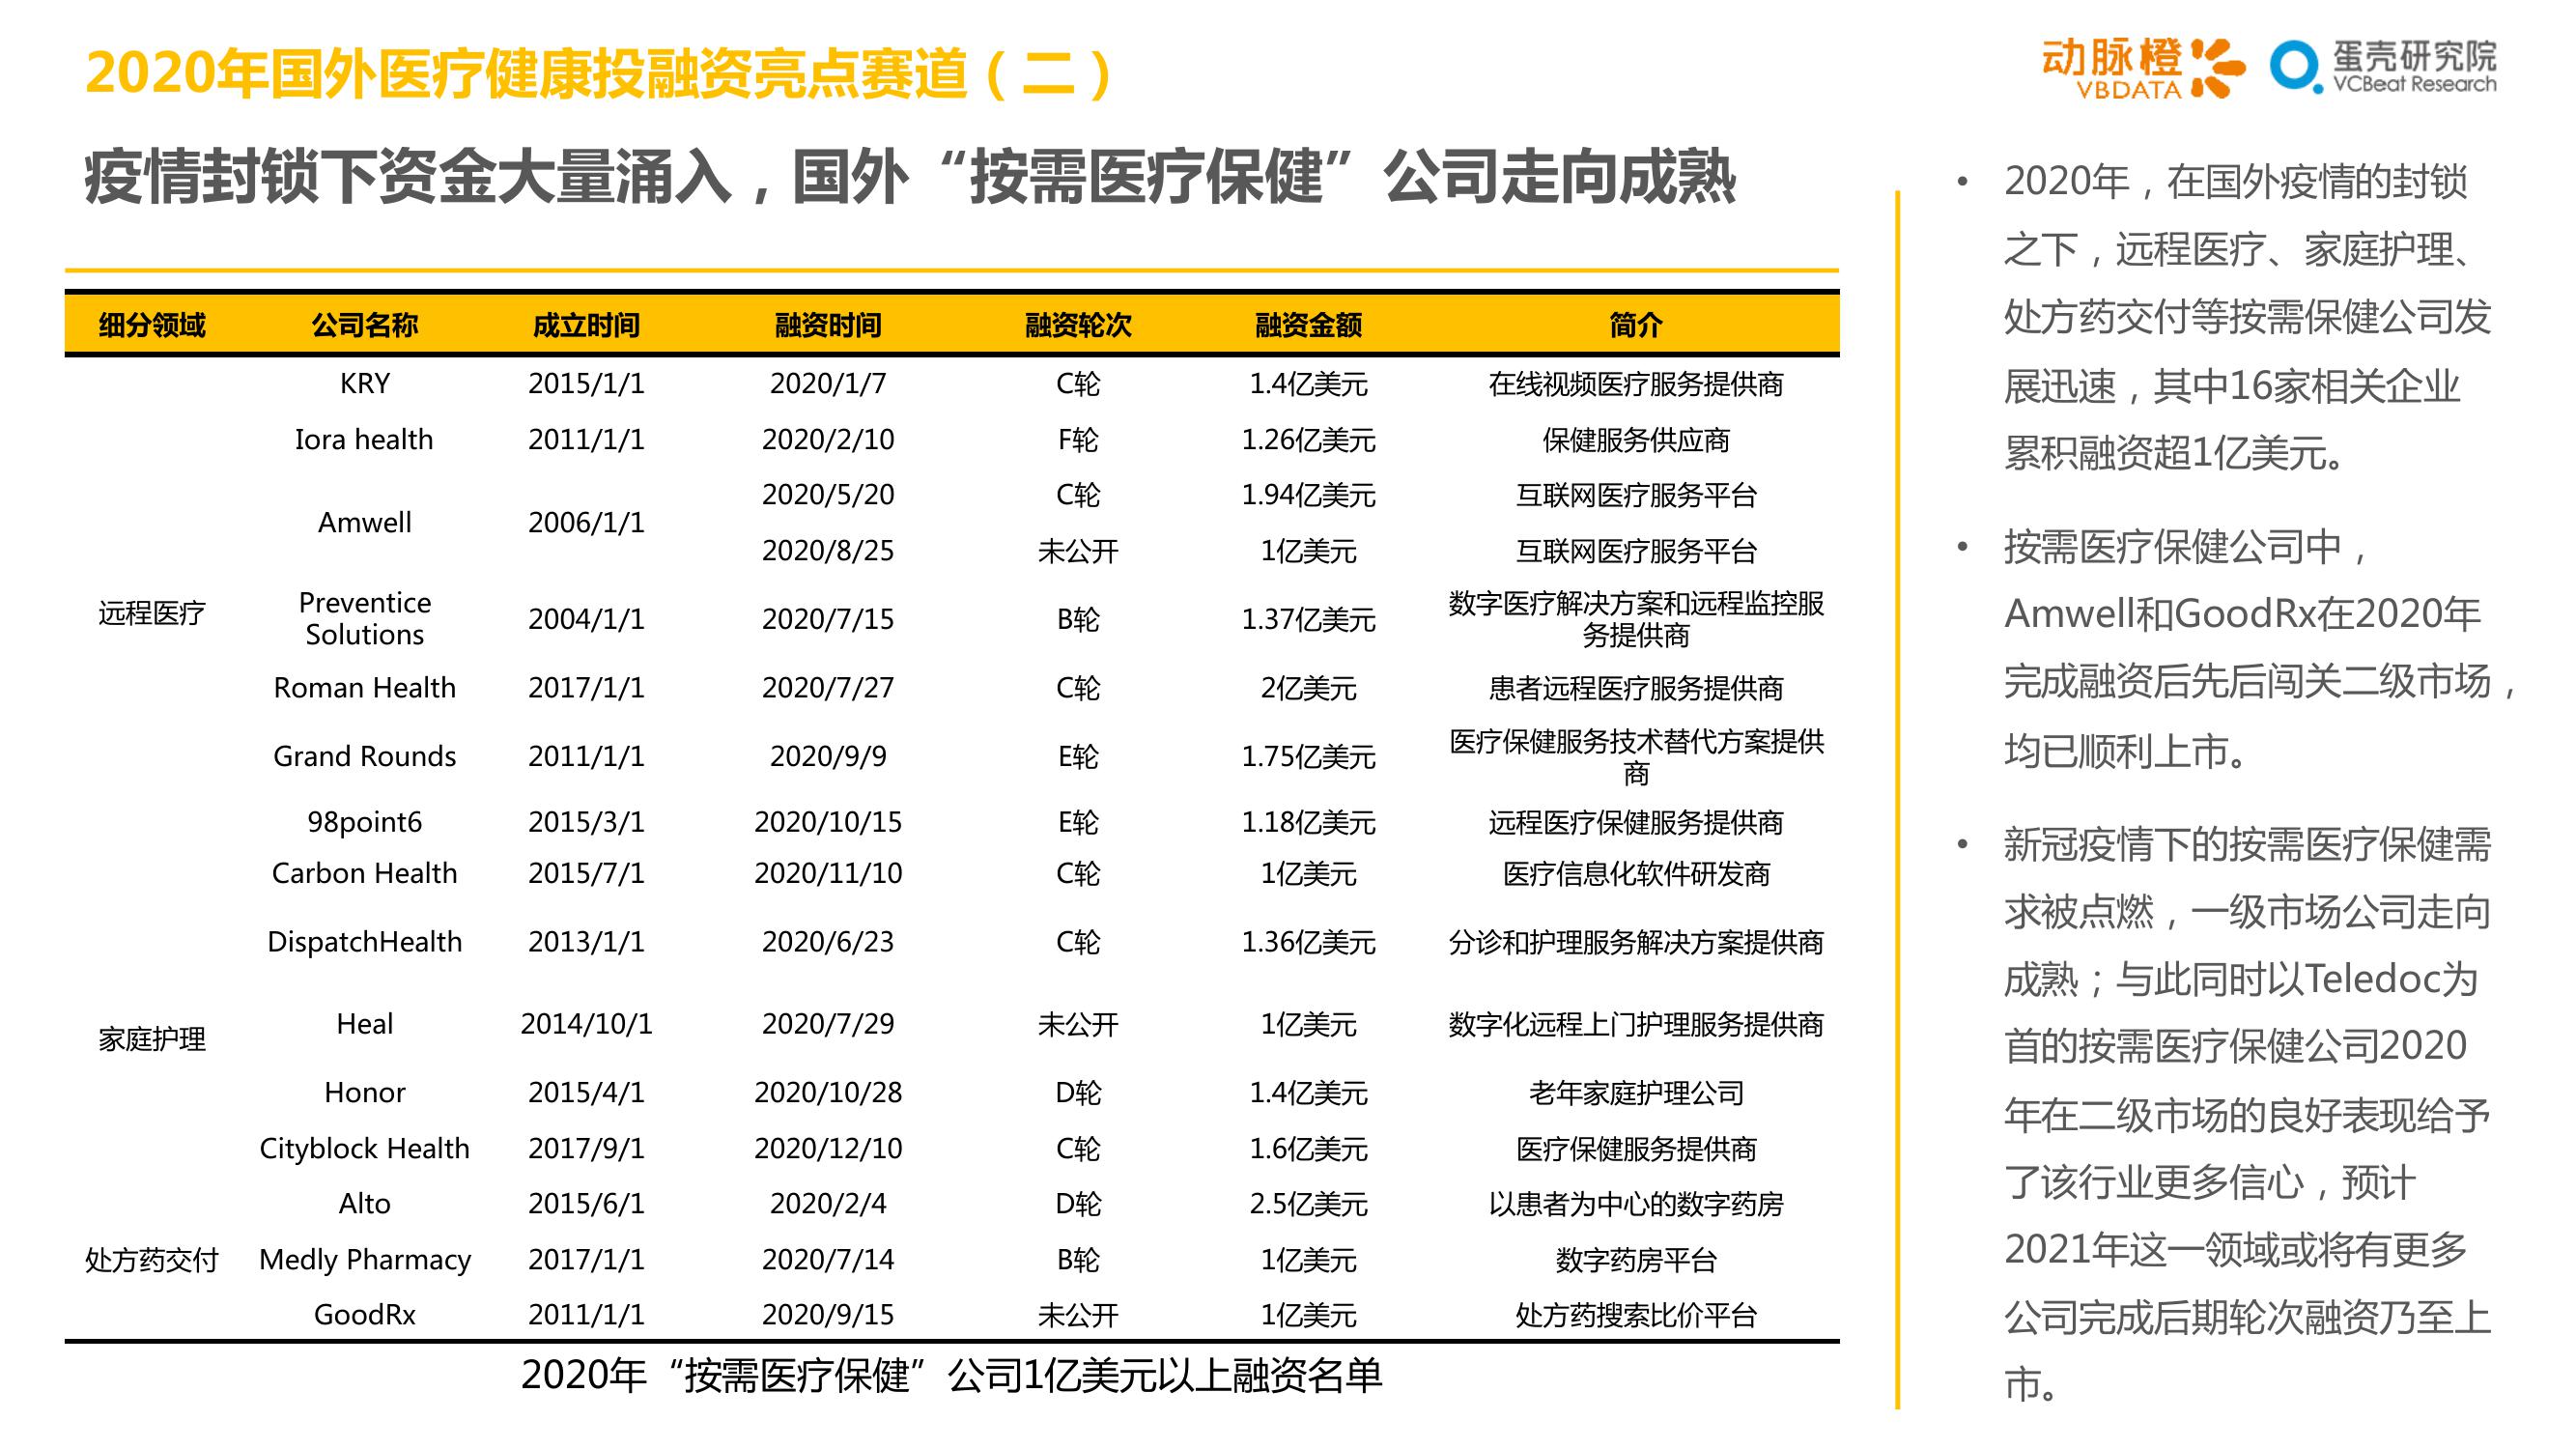 2020年国外医疗健康投融资亮点赛道（二）
动脉橙
VBDATA
蛋壳研究院
VCBeat Research
疫情封锁下资金大量涌入，国外“按需医疗保健”公司走向成熟
细分领域 公司名称 成立时间 融资时间 融资轮次 融资金额 简介
远程医疗
KRY 2015/1/1 2020/1/7 C轮 1.4亿美元 在线视频医疗服务提供商
Iora health 2011/1/1 2020/2/10 F轮 1.26亿美元 保健服务供应商
Amwell 2006/1/1 2020/5/20 C轮 1.94亿美元 互联网医疗服务平台
2020/8/25 未公开 1亿美元 互联网医疗服务平台
Preventice
Solutions 2004/1/1 2020/7/15 B轮 1.37亿美元 数字医疗解决方案和远程监控服
务提供商
Roman Health 2017/1/1 2020/7/27 C轮 2亿美元 患者远程医疗服务提供商
Grand Rounds 2011/1/1 2020/9/9 E轮 1.75亿美元 医疗保健服务技术替代方案提供
商
98point6 2015/3/1 2020/10/15 E轮 1.18亿美元 远程医疗保健服务提供商
Carbon Health 2015/7/1 2020/11/10 C轮 1亿美元 医疗信息化软件研发商
家庭护理
DispatchHealth 2013/1/1 2020/6/23 C轮 1.36亿美元 分诊和护理服务解决方案提供商
Heal 2014/10/1 2020/7/29 未公开 1亿美元 数字化远程上门护理服务提供商
Honor 2015/4/1 2020/10/28 D轮 1.4亿美元 老年家庭护理公司
Cityblock Health 2017/9/1 2020/12/10 C轮 1.6亿美元 医疗保健服务提供商
处方药交付
Alto 2015/6/1 2020/2/4 D轮 2.5亿美元 以患者为中心的数字药房
Medly Pharmacy 2017/1/1 2020/7/14 B轮 1亿美元 数字药房平台
GoodRx 2011/1/1 2020/9/15 未公开 1亿美元 处方药搜索比价平台
2020年“按需医疗保健”公司1亿美元以上融资名单
• 2020年，在国外疫情的封锁
之下，远程医疗、家庭护理、
处方药交付等按需保健公司发
展迅速，其中16家相关企业
累积融资超1亿美元。
• 按需医疗保健公司中，
Amwell和GoodRx在2020年
完成融资后先后闯关二级市场，
均已顺利上市。
• 新冠疫情下的按需医疗保健需
求被点燃，一级市场公司走向
成熟；与此同时以Teledoc为
首的按需医疗保健公司2020
年在二级市场的良好表现给予
了该行业更多信心，预计
2021年这一领域或将有更多
公司完成后期轮次融资乃至上
市。